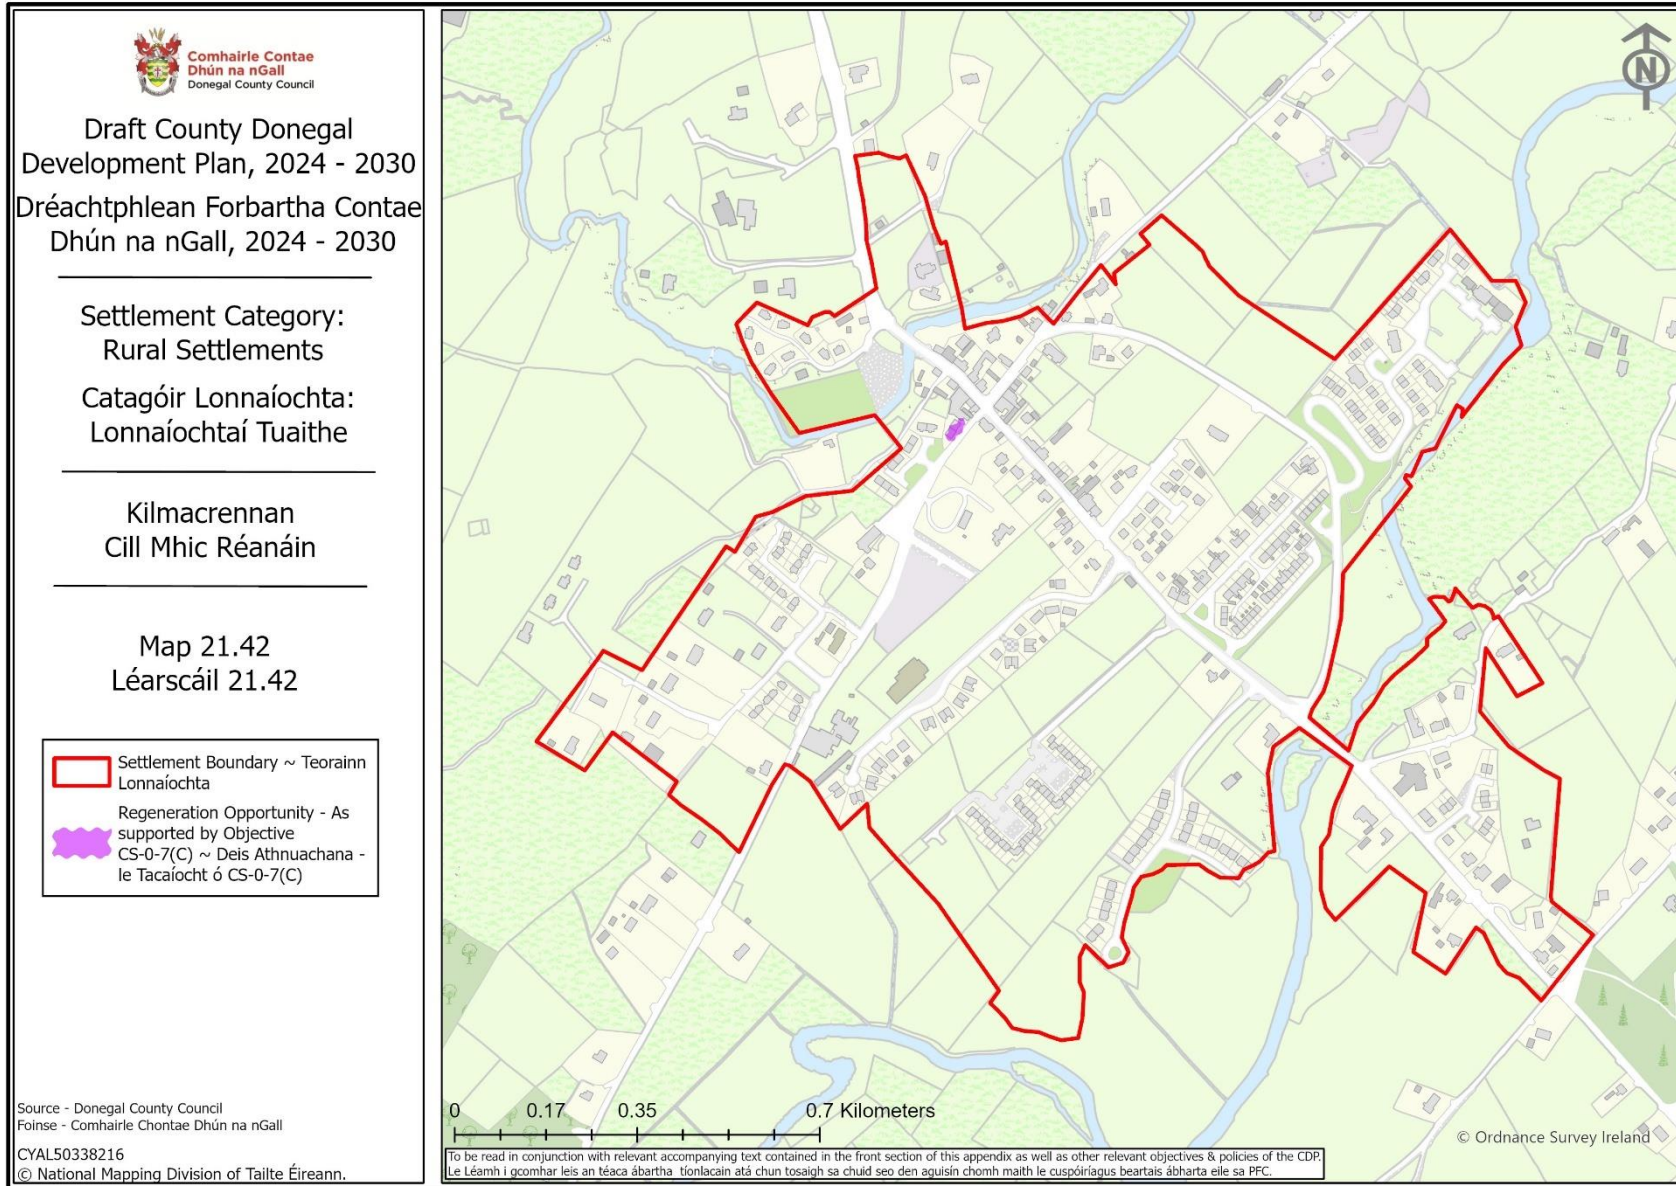 Comhairle Contae
Dhún na nGall
Donegal County Council
Draft County Donegal
Development Plan, 2024 - 2030
Dréachtphlean Forbartha Contae
Dhún na nGall, 2024 - 2030
Settlement Category:
Rural Settlements
Catagóir Lonnaíochta:
Lonnaíochtaí Tuaithe
Kilmacrennan
Cill Mhic Réanáin
Map 21.42
Léarscáil 21.42
Settlement Boundary ~ Teorainn
Lonnaíochta
Regeneration Opportunity - As
supported by Objective
CS-0-7(C) ~ Deis Athnuachana -
le Tacaíocht ó CS-0-7(C)
Source - Donegal County Council
Foinse - Comhairle Chontae Dhún na nGall
CYAL50338216
© National Mapping Division of Tailte Éireann.
N
0 0.17 0.35 0.7 Kilometers
© Ordnance Survey Ireland
To be read in conjunction with relevant accompanying text contained in the front section of this appendix as well as other relevant objectives & policies of the CDP.
Le Léamh i gcomhar leis an téaca ábartha tíonlacain atá chun tosaigh sa chuid seo den aguisín chomh maith le cuspóiríagus beartais ábharta eile sa PFC.